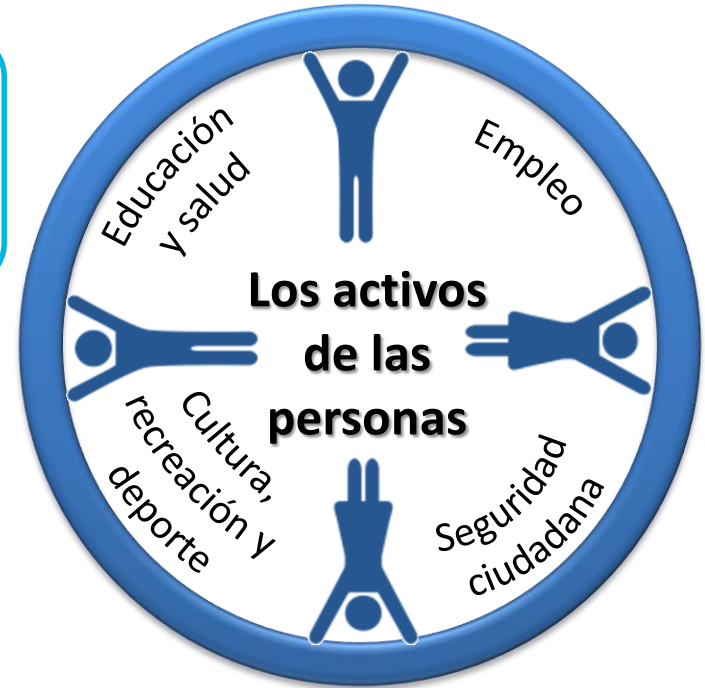 Educación
y salud
Empleo
Los activos
de las
personas
Cultura,
recreación y
deporte
Seguridad
ciudadana